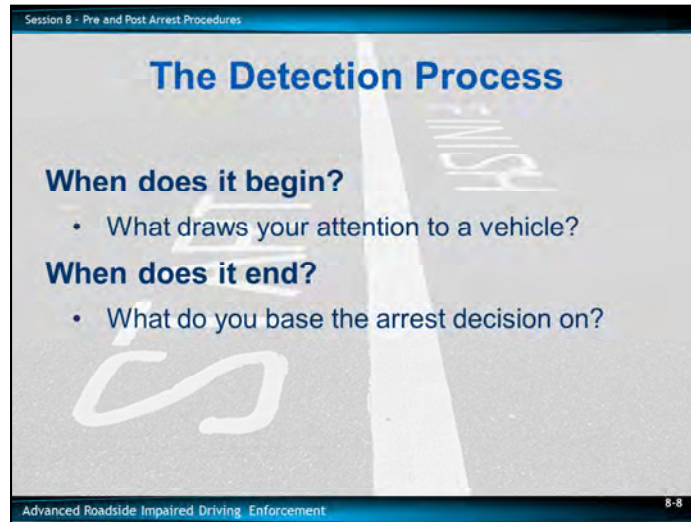 Session 8 - Pre and Post Arrest Procedures
The Detection Process
When does it begin?
• What draws your attention to a vehicle?
When does it end?
• What do you base the arrest decision on?
START
FINISH
Advanced Roadside Impaired Driving Enforcement
8-8